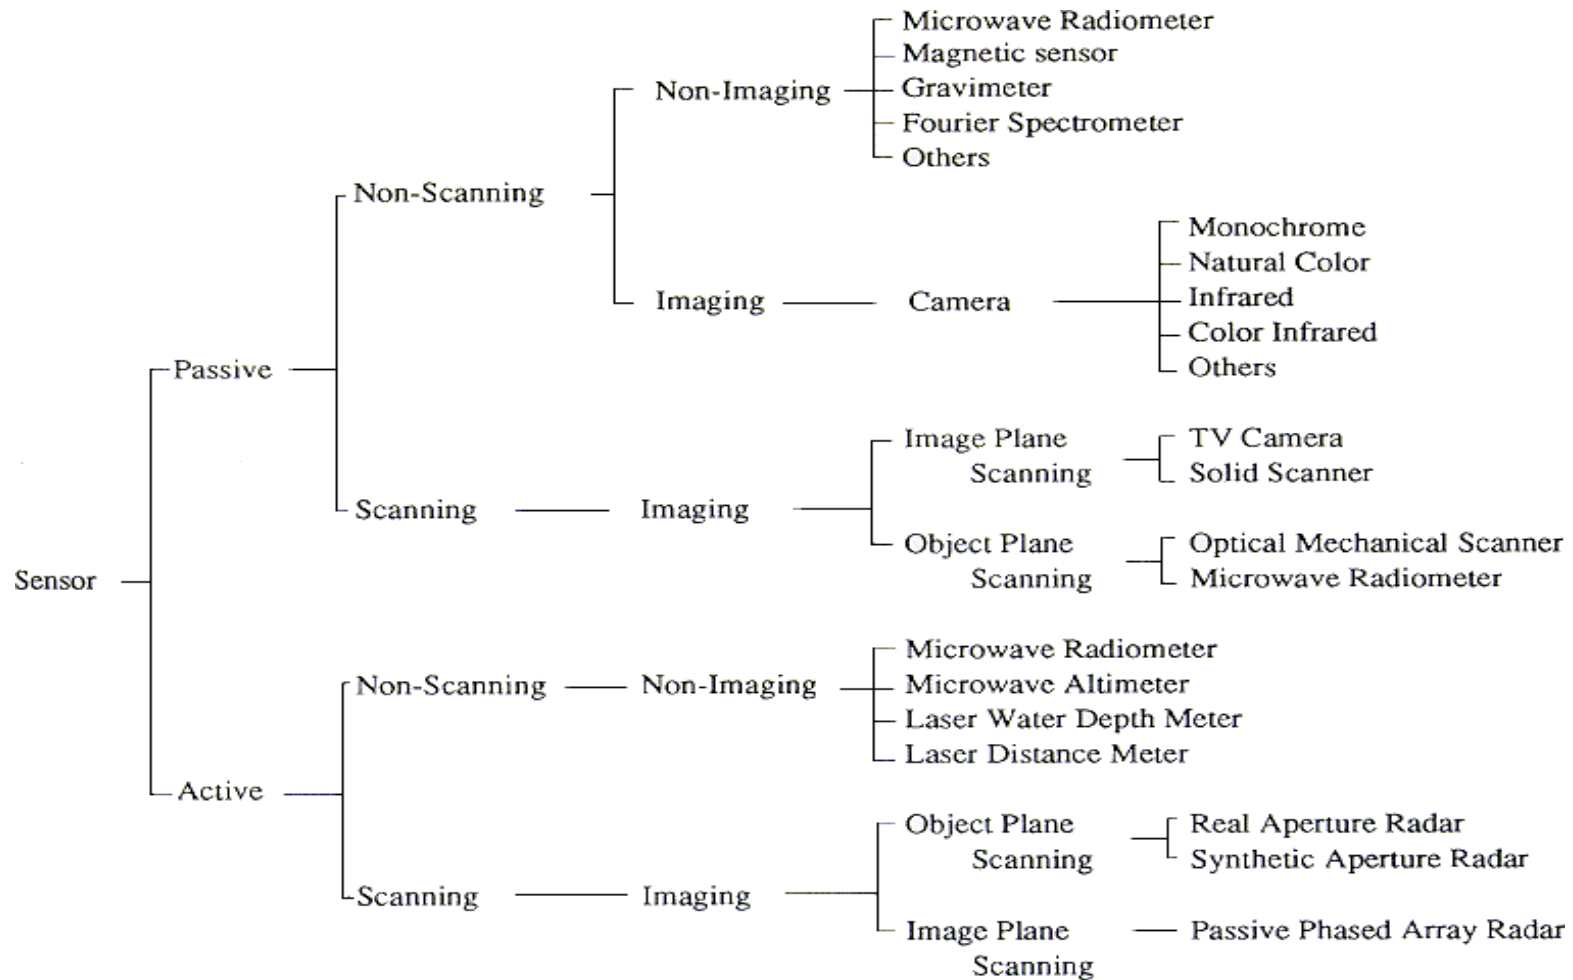 Microwave Radiometer
Magnetic sensor
Non-Imaging
Gravimeter
Fourier Spectrometer
Others
Non-Scanning
Monochrome
Natural Color
Imaging
Camera
Infrared
Color Infrared
Others
Passive
Image Plane
Scanning
TV Camera
Solid Scanner
Scanning
Imaging
Object Plane
Scanning
Optical Mechanical Scanner
Microwave Radiometer
Sensor
Microwave Radiometer
Non-Scanning
Non-Imaging
Microwave Altimeter
Laser Water Depth Meter
Laser Distance Meter
Active
Object Plane
Scanning
Real Aperture Radar
Synthetic Aperture Radar
Scanning
Imaging
Image Plane
Scanning
Passive Phased Array Radar